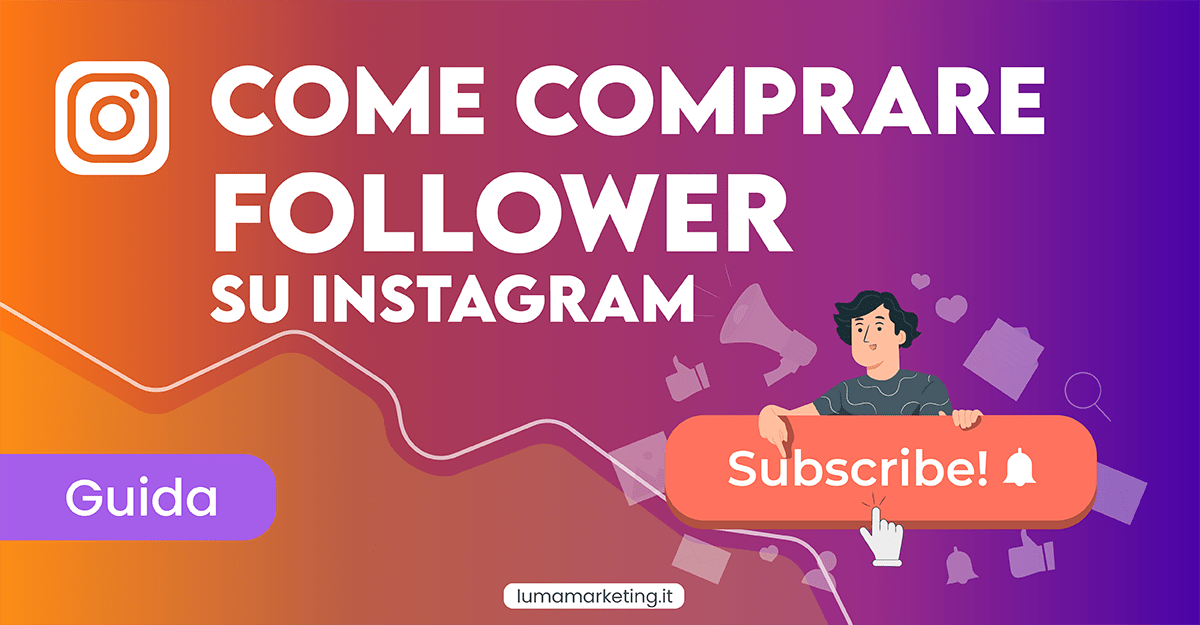 COME COMPRARE
FOLLOWER
SU INSTAGRAM
Subscribe!
Guida
lumamarketing.it